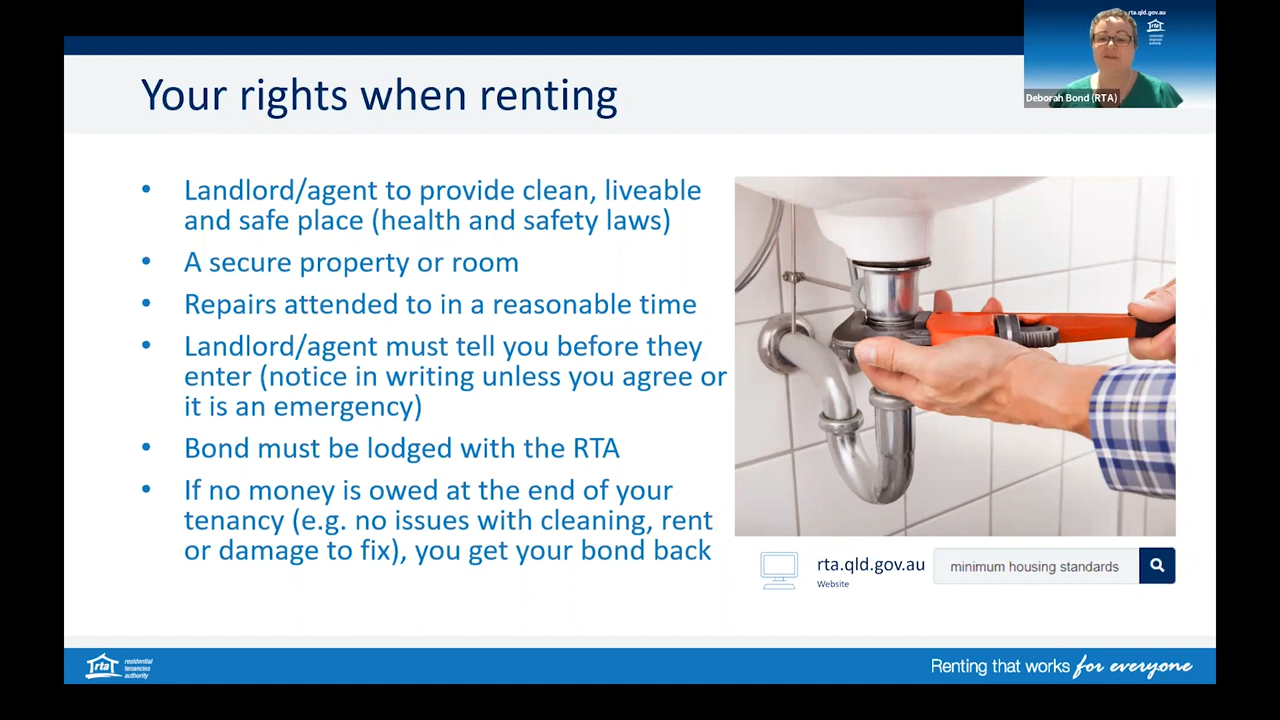 rta.qld.gov.au
rta
residential
tenancies
authority
Deborah Bond (RTA)
Your rights when renting
• Landlord/agent to provide clean, liveable
and safe place (health and safety laws)
• A secure property or room
• Repairs attended to in a reasonable time
• Landlord/agent must tell you before they
enter (notice in writing unless you agree or
it is an emergency)
• Bond must be lodged with the RTA
• If no money is owed at the end of your
tenancy (e.g. no issues with cleaning, rent
or damage to fix), you get your bond back
rta.qld.gov.au
Website
minimum housing standards
rta
residential
tenancies
authority
Renting that works for everyone